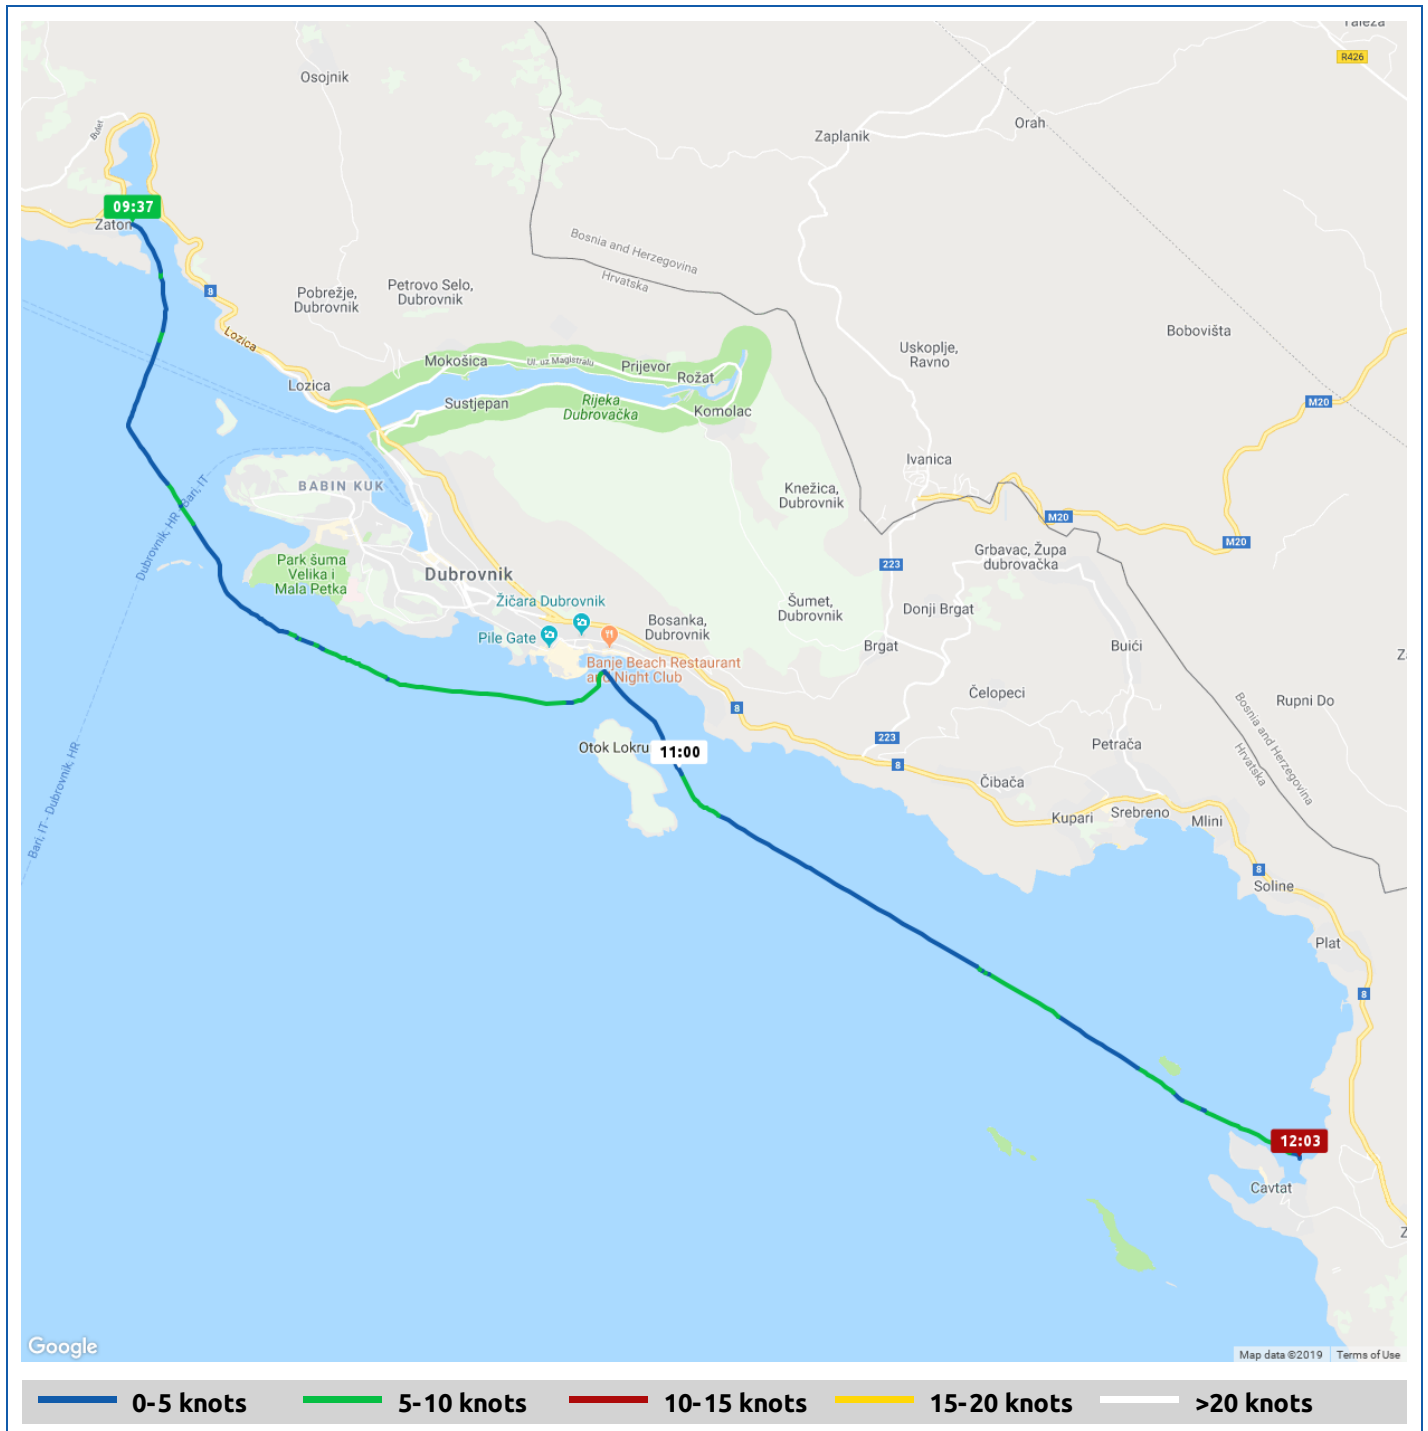 Taleža
R426
Osojnik
Orah
Zaplanik
Bulet
09:37
Zaton
Bosnia and Herzegovina
Hrvatska
8
Petrovo Selo,
Dubrovnik
Pobrežje,
Dubrovnik
Lozica
Bobovišta
Uskoplje,
Ravno
Mokošica
Ul. uz Magistralu
Prijevor
Rožat
Lozica
Sustjepan
Rijeka
Dubrovačka
Komolac
M20
Ivanica
BABIN KUK
Knežica,
Dubrovnik
Dubrovnik, HR - Bari, IT
M20
M20
Grbavac, Župa
dubrovačka
Park šuma
Velika i
Mala Petka
Dubrovnik
223
Žičara Dubrovnik
Šumet,
Dubrovnik
Donji Brgat
Bosanka,
Dubrovnik
Pile Gate
Brgat
Buići
Banje Beach Restaurant
and Night Club
Z
Čelopeci
Rupni Do
8
Bosnia and Herzegovina
Hrvatska
223
Petrača
Otok Lokru
11:00
8
Čibača
Bari, IT - Dubrovnik, HR
Kupari
Srebreno
Mlini
8
Soline
Plat
8
12:03
Cavtat
Z
Google
Map data ©2019
Terms of Use
0-5 knots
5-10 knots
10-15 knots
15-20 knots
>20 knots